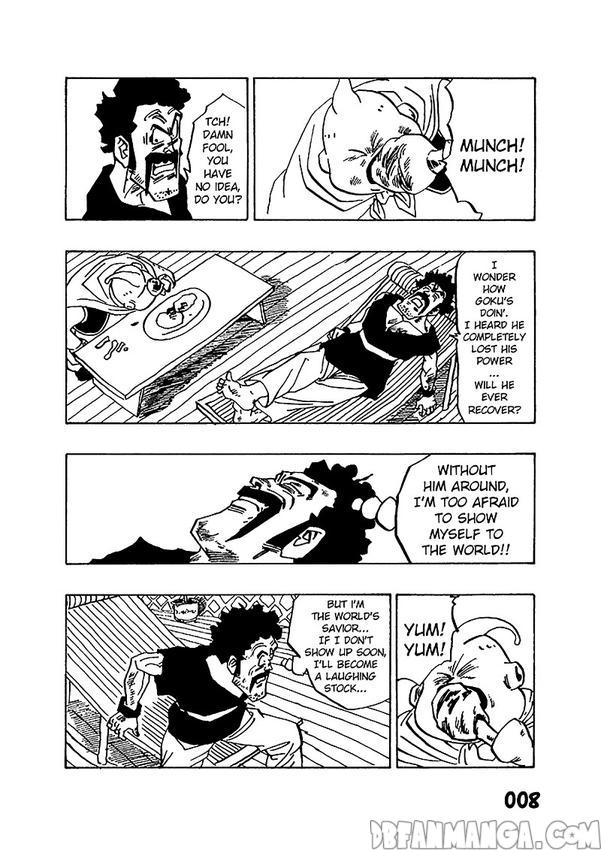 MUNCH!
MUNCH!
TCH!
DAMN
FOOL,
YOU
HAVE
NO IDEA,
DO YOU?
I
WONDER
HOW
GOKU'S
DOIN'.
I HEARD HE
COMPLETELY
LOST HIS
POWER
...
WILL HE
EVER
RECOVER?
WITHOUT
HIM AROUND,
I'M TOO AFRAID
TO SHOW
MYSELF TO
THE WORLD!!
YUM!
YUM!
BUT I'M
THE WORLD'S
SAVIOR...
IF I DON'T
SHOW UP SOON,
I'LL BECOME
A LAUGHING
STOCK...
008
DBFANMANGA.COM